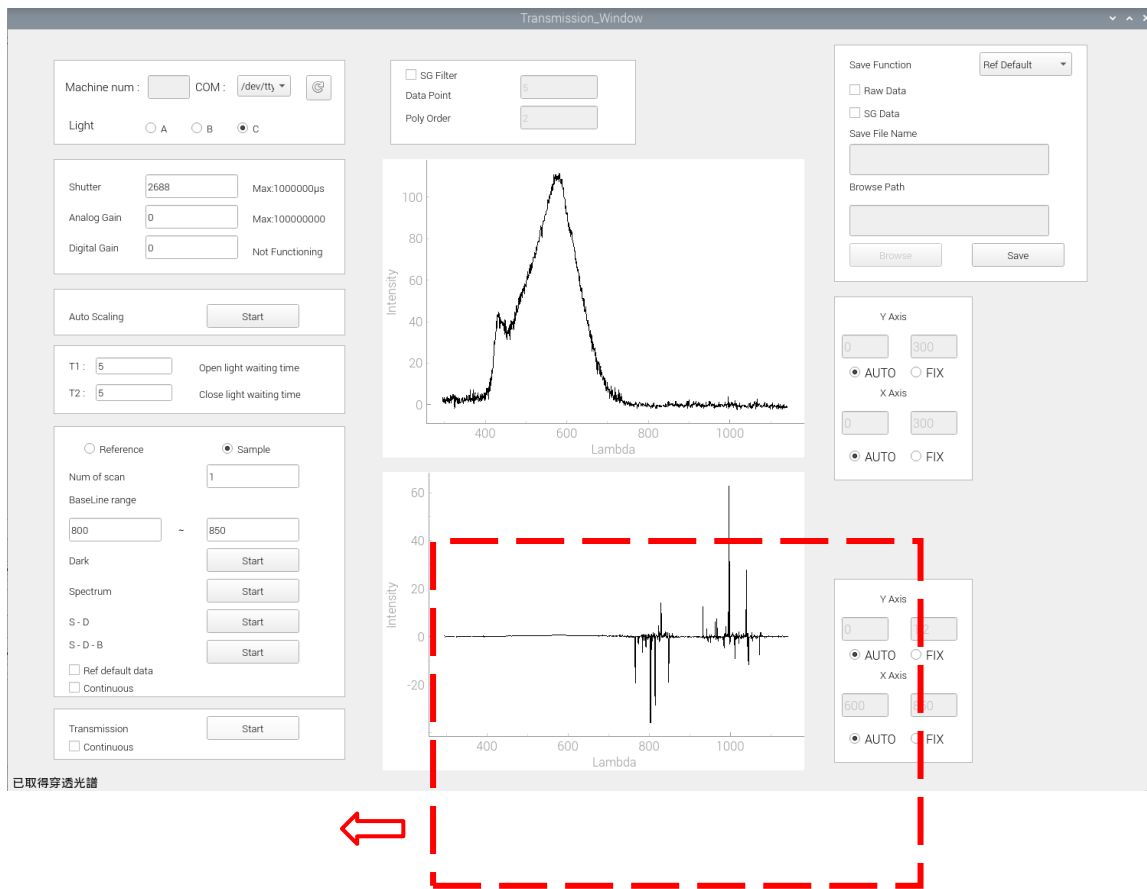 Transmission_Window
Machine num :
COM :
/dev/tty
Light
A
B
C
Shutter
2688
Max:1000000µs
Analog Gain
0
Max:100000000
Digital Gain
0
Not Functioning
Auto Scaling
Start
T1 :
5
Open light waiting time
T2 :
5
Close light waiting time
Reference
Sample
Num of scan
1
BaseLine range
800
~
850
Dark
Start
Spectrum
Start
S - D
Start
S - D - B
Start
Ref default data
Continuous
Transmission
Start
Continuous
已取得穿透光譜
SG Filter
Data Point
5
Poly Order
2
100
80
60
40
20
0
Intensity
400
600
800
1000
Lambda
60
40
20
0
-20
Intensity
400
600
800
1000
Lambda
Save Function
Ref Default
Raw Data
SG Data
Save File Name
Browse Path
Browse
Save
Y Axis
0
300
AUTO
FIX
X Axis
0
300
AUTO
FIX
Y Axis
0
AUTO
FIX
X Axis
600
AUTO
FIX